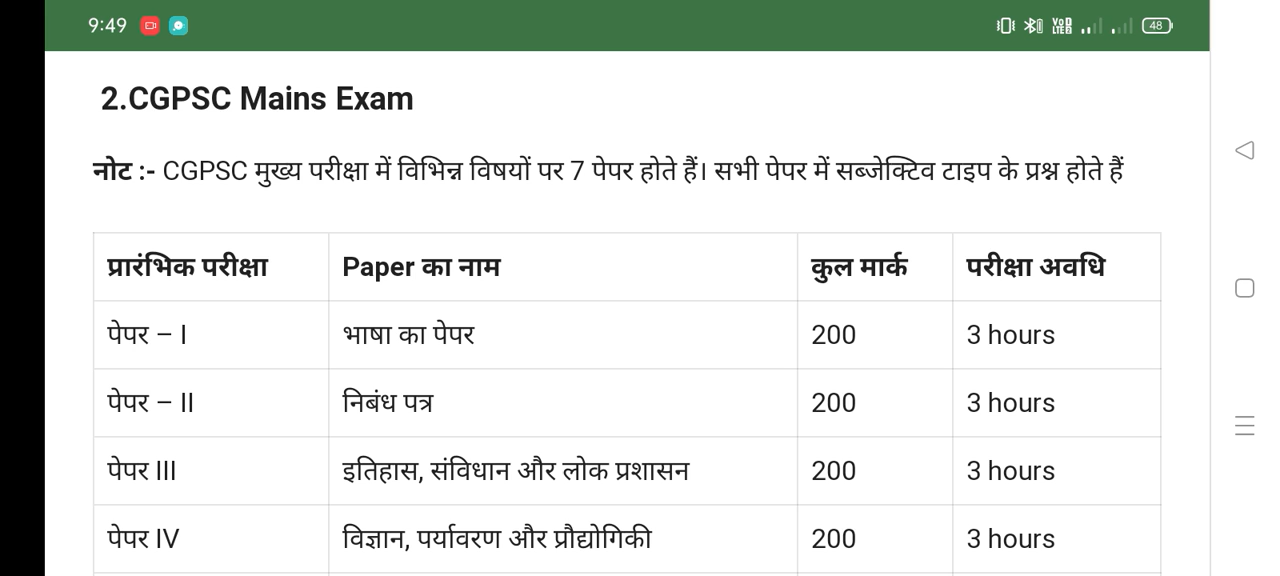 9:49
VoD LTE2 48
2.CGPSC Mains Exam
नोट :- CGPSC मुख्य परीक्षा में विभिन्न विषयों पर 7 पेपर होते हैं। सभी पेपर में सब्जेक्टिव टाइप के प्रश्न होते हैं
प्रारंभिक परीक्षा Paper का नाम कुल मार्क परीक्षा अवधि
पेपर – I भाषा का पेपर 200 3 hours
पेपर – II निबंध पत्र 200 3 hours
पेपर III इतिहास, संविधान और लोक प्रशासन 200 3 hours
पेपर IV विज्ञान, पर्यावरण और प्रौद्योगिकी 200 3 hours